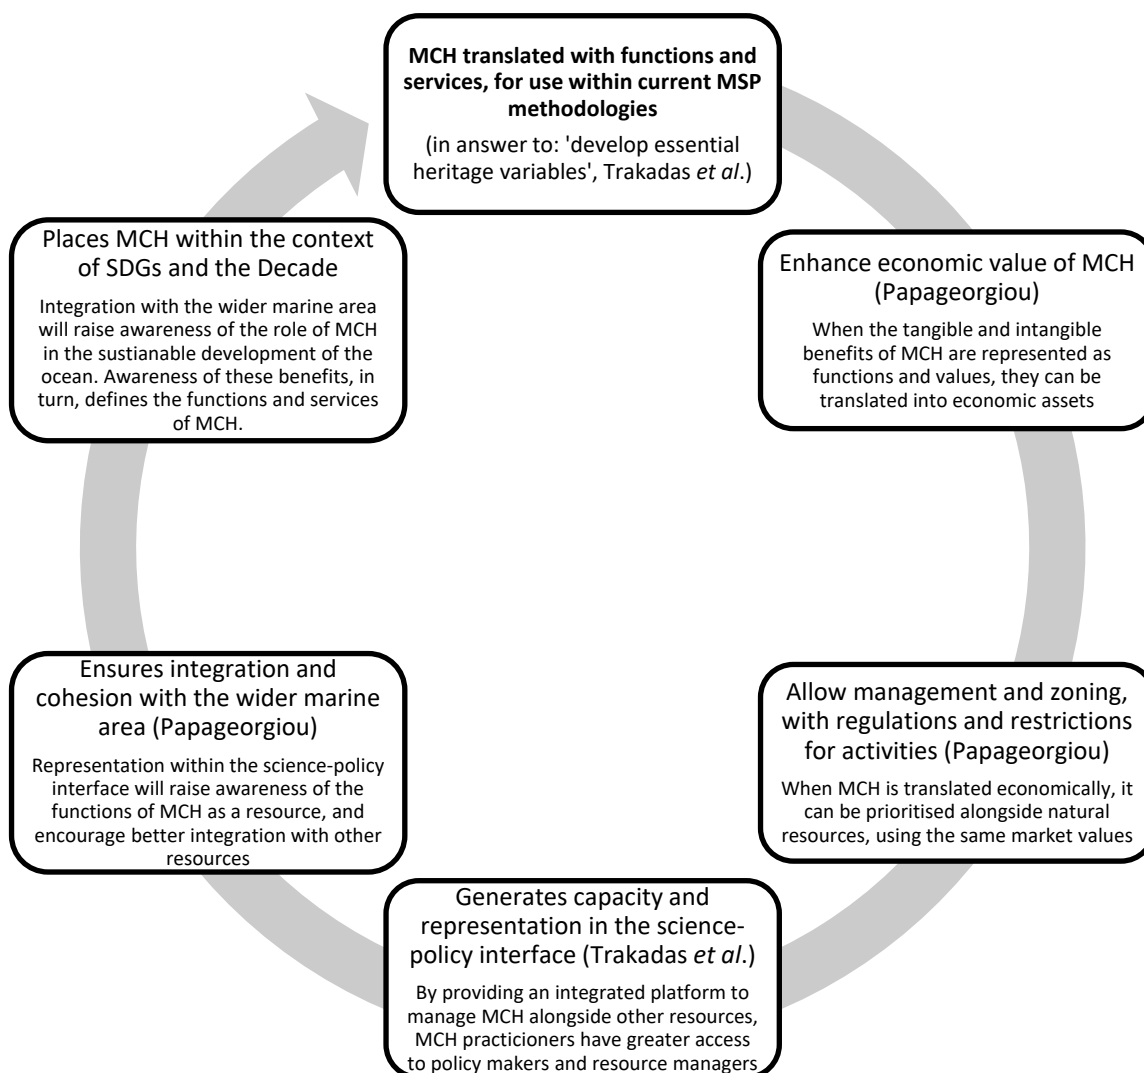 MCH translated with functions and
services, for use within current MSP
methodologies
(in answer to: 'develop essential
heritage variables', Trakadas et al.)
Enhance economic value of MCH
(Papageorgiou)
When the tangible and intangible
benefits of MCH are represented as
functions and values, they can be
translated into economic assets
Allow management and zoning,
with regulations and restrictions
for activities (Papageorgiou)
When MCH is translated economically, it
can be prioritised alongside natural
resources, using the same market values
Generates capacity and
representation in the science-
policy interface (Trakadas et al.)
By providing an integrated platform to
manage MCH alongside other resources,
MCH practicioners have greater access
to policy makers and resource managers
Ensures integration and
cohesion with the wider marine
area (Papageorgiou)
Representation within the science-policy
interface will raise awareness of the
functions of MCH as a resource, and
encourage better integration with other
resources
Places MCH within the context
of SDGs and the Decade
Integration with the wider marine area
will raise awareness of the role of MCH
in the sustianable development of the
ocean. Awareness of these benefits, in
turn, defines the functions and services
of MCH.